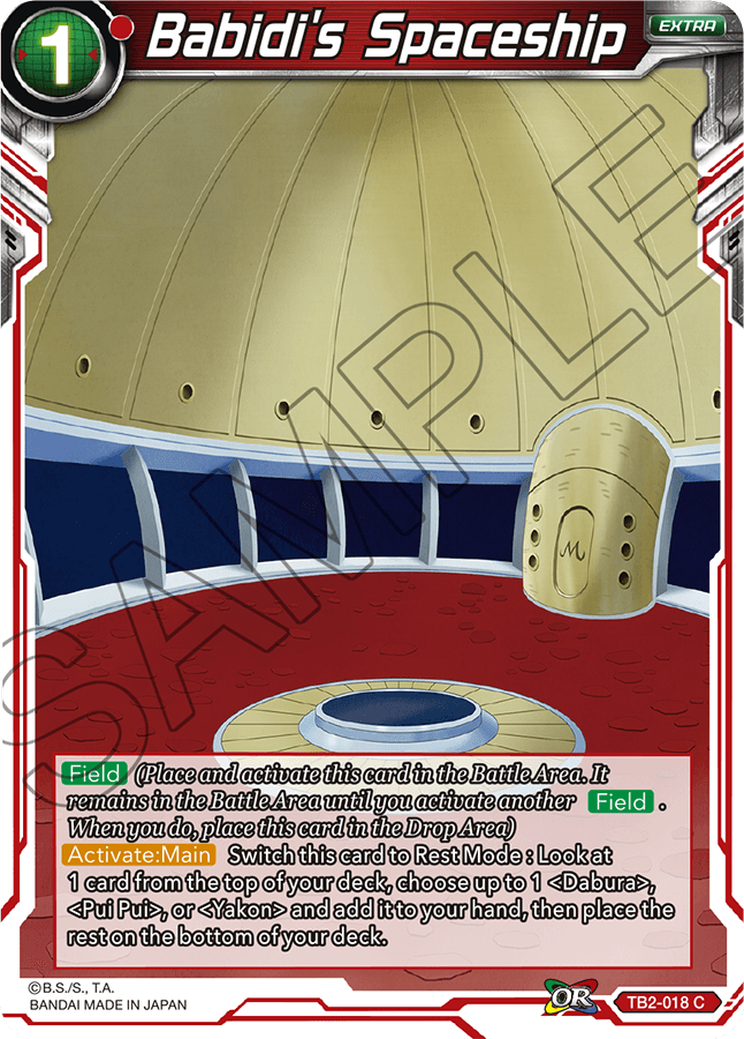 1
Babidi's Spaceship
EXTRA
SAMPLE
M
Field (Place and activate this card in the Battle Area. It
remains in the Battle Area until you activate another Field .
When you do, place this card in the Drop Area)
Activate:Main Switch this card to Rest Mode : Look at
1 card from the top of your deck, choose up to 1 <Dabura>,
<Pui Pui>, or <Yakon> and add it to your hand, then place the
rest on the bottom of your deck.
©B.S./S., T.A.
BANDAI MADE IN JAPAN
OR
TB2-018 C